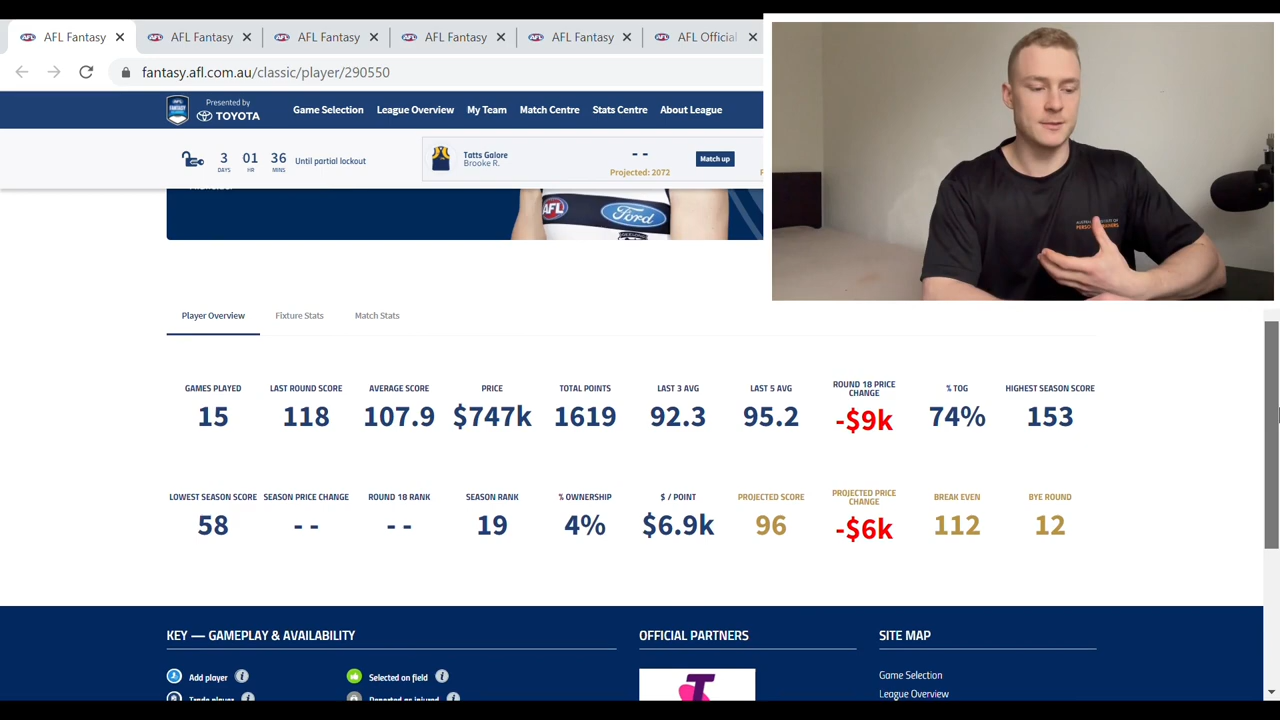 AFL Fantasy
AFL Fantasy
AFL Fantasy
AFL Fantasy
AFL Fantasy
AFL Official
fantasy.afl.com.au/classic/player/290550
Presented by
TOYOTA
Game Selection
League Overview
My Team
Match Centre
Stats Centre
About League
3 01 36
DAYS HR MINS
Until partial lockout
Tatts Galore
Brooke R.
- -
Projected: 2072
Match up
AFL
Ford
Player Overview
Fixture Stats
Match Stats
GAMES PLAYED
15
LAST ROUND SCORE
118
AVERAGE SCORE
107.9
PRICE
$747k
TOTAL POINTS
1619
LAST 3 AVG
92.3
LAST 5 AVG
95.2
ROUND 18 PRICE
CHANGE
-$9k
% TOG
74%
HIGHEST SEASON SCORE
153
LOWEST SEASON SCORE
58
SEASON PRICE CHANGE
- -
ROUND 18 RANK
- -
SEASON RANK
19
% OWNERSHIP
4%
$ / POINT
$6.9k
PROJECTED SCORE
96
PROJECTED PRICE
CHANGE
-$6k
BREAK EVEN
112
BYE ROUND
12
KEY — GAMEPLAY & AVAILABILITY
Add player
Selected on field
OFFICIAL PARTNERS
T
SITE MAP
Game Selection
League Overview